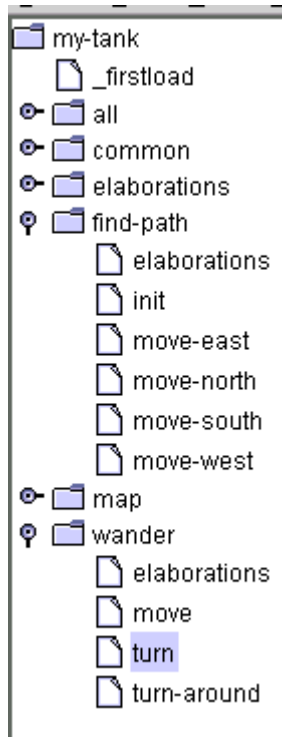 my-tank
_firstload
all
common
elaborations
find-path
elaborations
init
move-east
move-north
move-south
move-west
map
wander
elaborations
move
turn
turn-around